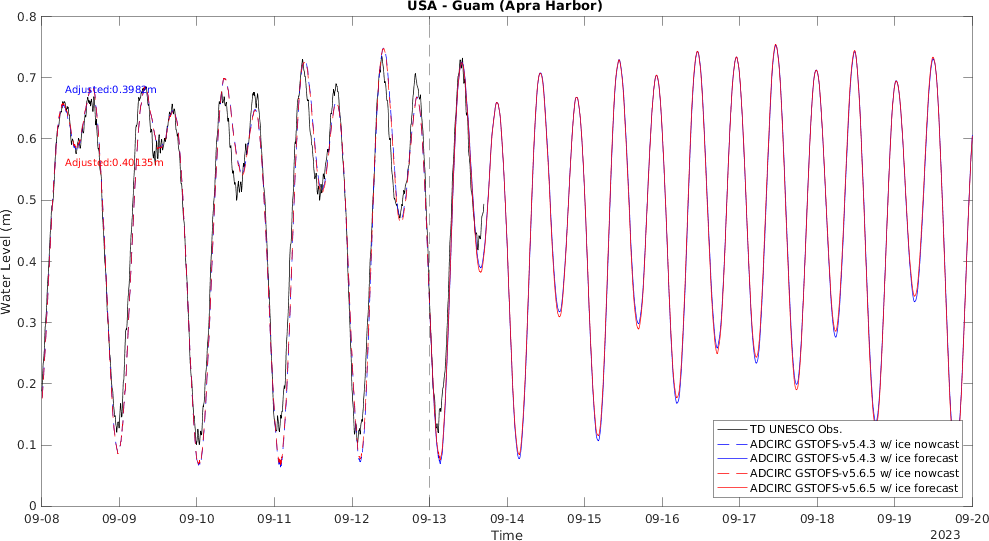 USA - Guam (Apra Harbor)
0.8
0.7
0.6
0.5
0.4
0.3
0.2
0.1
0
Water Level (m)
Adjusted:0.3982m
Adjusted:0.40135m
TD UNESCO Obs.
ADCIRC GSTOFS-v5.4.3 w/ ice nowcast
ADCIRC GSTOFS-v5.4.3 w/ ice forecast
ADCIRC GSTOFS-v5.6.5 w/ ice nowcast
ADCIRC GSTOFS-v5.6.5 w/ ice forecast
09-08 09-09 09-10 09-11 09-12 09-13 09-14 09-15 09-16 09-17 09-18 09-19 09-20
Time
2023